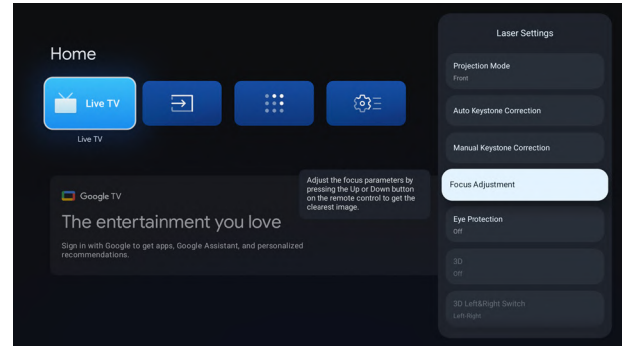 Home
Live TV
Live TV
Google TV
The entertainment you love
Sign in with Google to get apps, Google Assistant, and personalized
recommendations.
Adjust the focus parameters by
pressing the Up or Down button
on the remote control to get the
clearest image.
Laser Settings
Projection Mode
Front
Auto Keystone Correction
Manual Keystone Correction
Focus Adjustment
Eye Protection
Off
3D
Off
3D Left&Right Switch
Left-Right